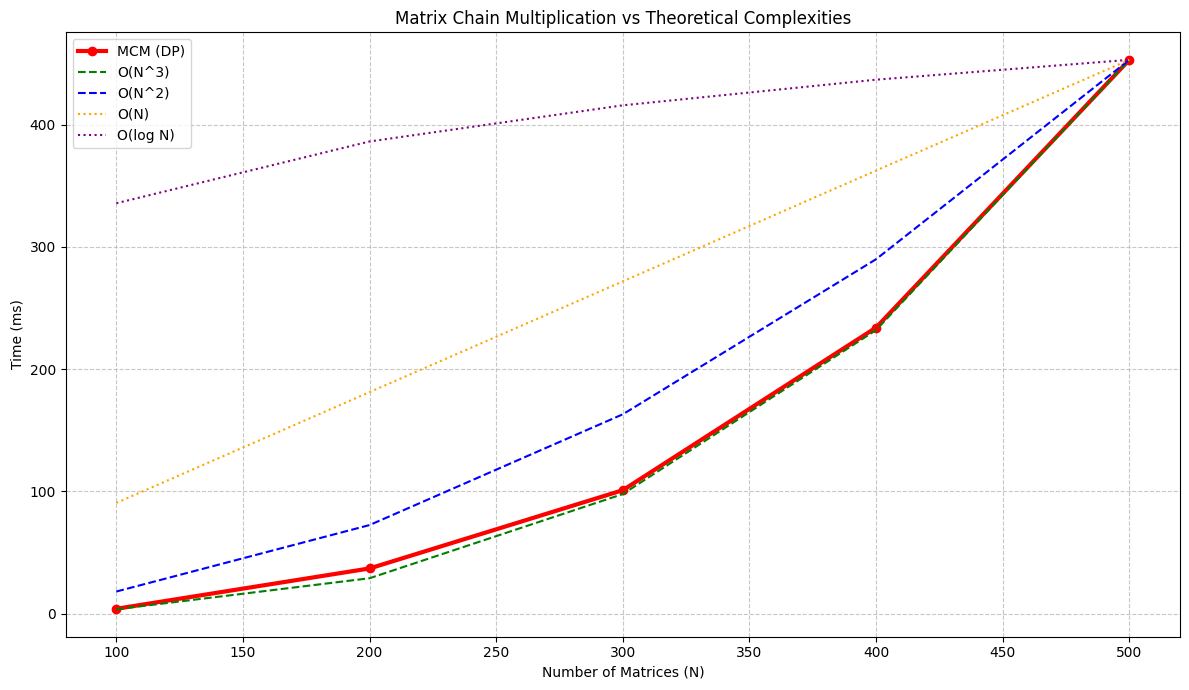 Matrix Chain Multiplication vs Theoretical Complexities
MCM (DP)
O(N^3)
O(N^2)
O(N)
O(log N)
Time (ms)
400
300
200
100
0
100
150
200
250
300
350
400
450
500
Number of Matrices (N)